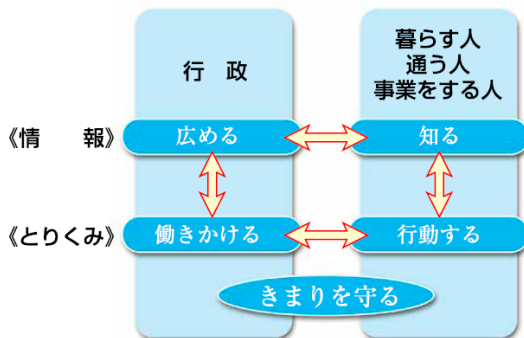 行　政
暮らす人
通う人
事業をする人
《情　　報》
広める
知る
《とりくみ》
働きかける
行動する
きまりを守る